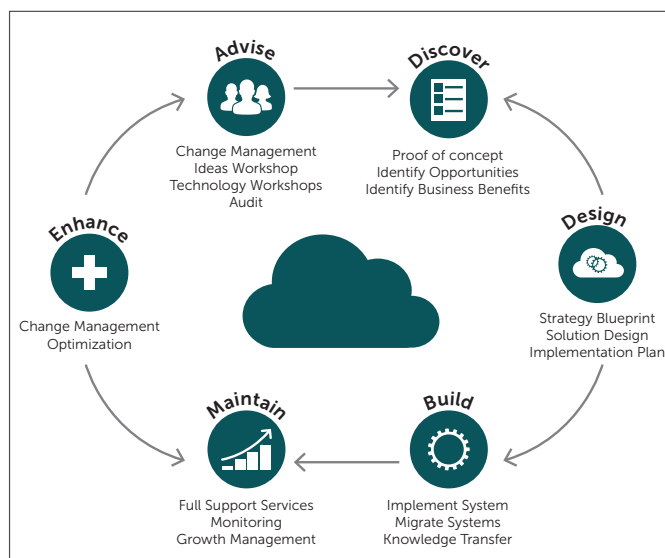 Advise
Change Management
Ideas Workshop
Technology Workshops
Audit
Discover
Proof of concept
Identify Opportunities
Identify Business Benefits
Design
Strategy Blueprint
Solution Design
Implementation Plan
Build
Implement System
Migrate Systems
Knowledge Transfer
Maintain
Full Support Services
Monitoring
Growth Management
Enhance
Change Management
Optimization